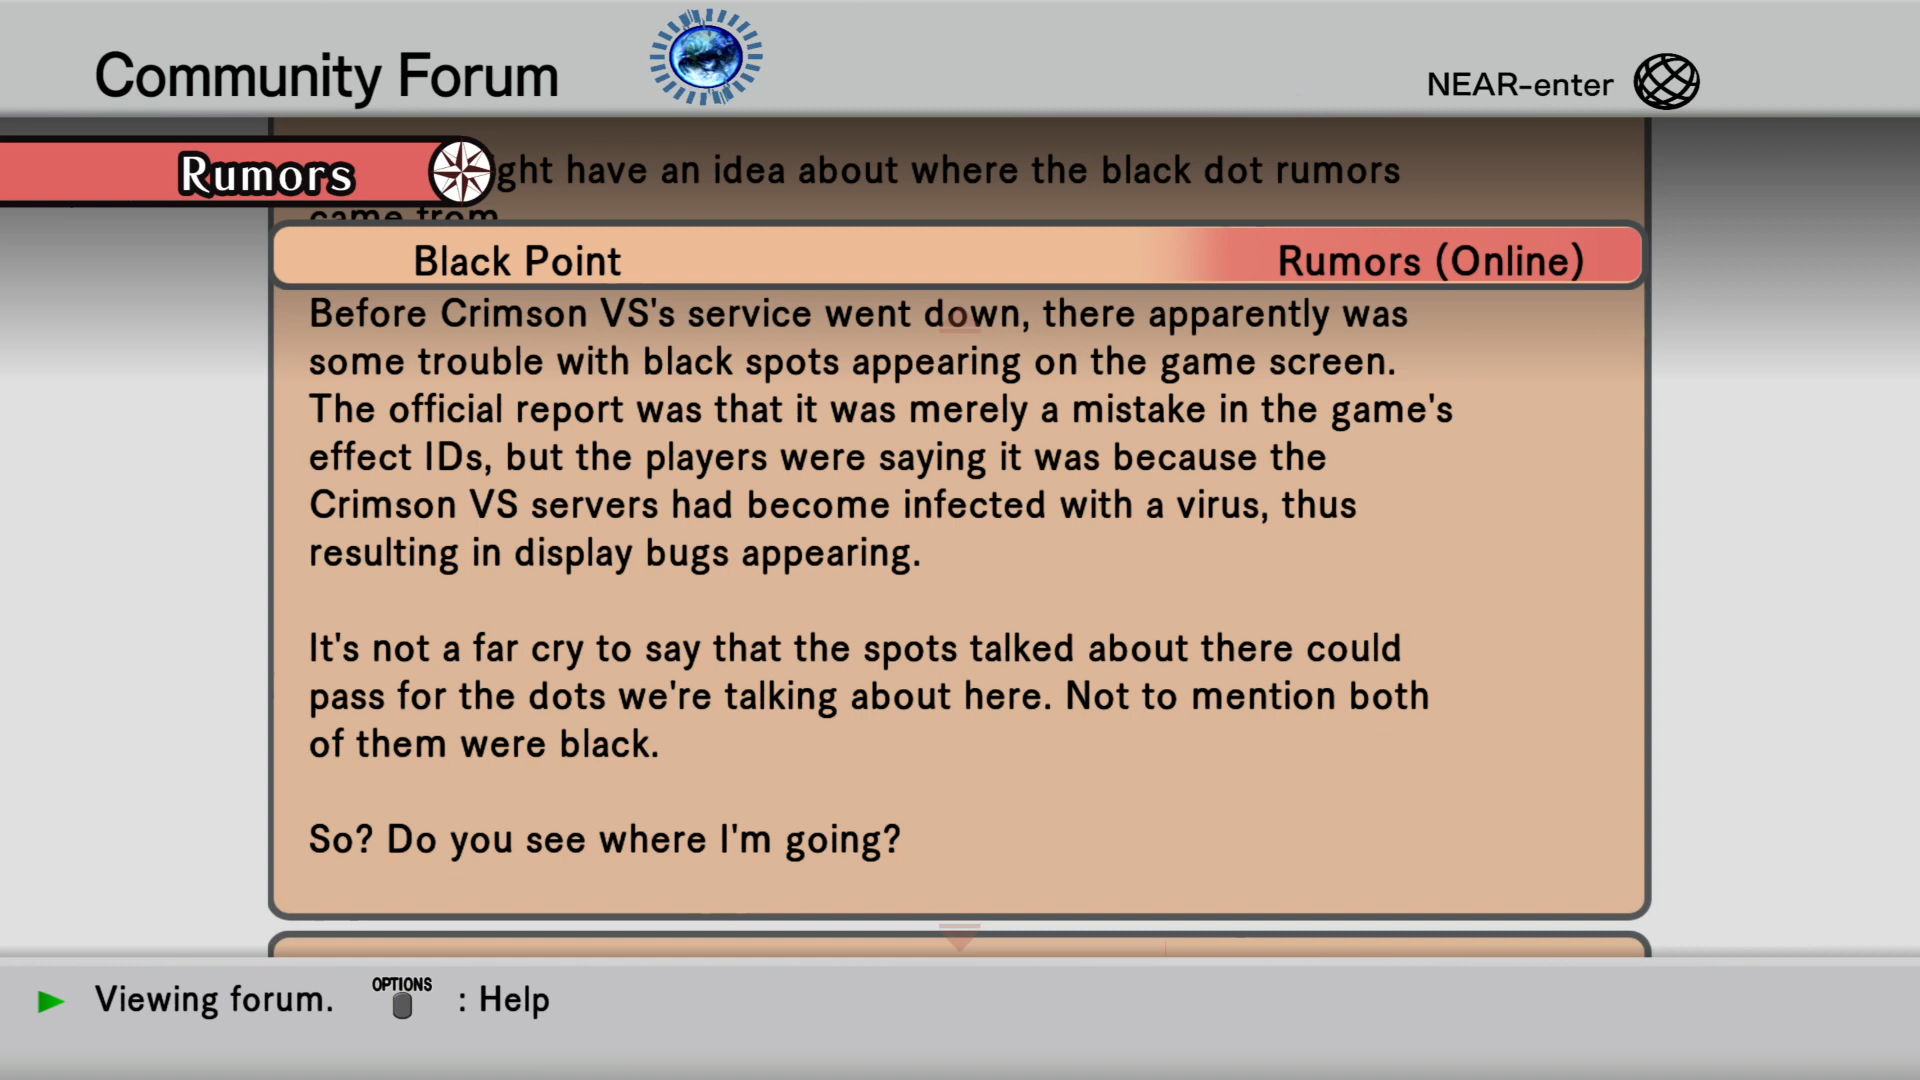 Community Forum
NEAR-enter
Rumors
have an idea about where the black dot rumors
came from
Black Point
Rumors (Online)
Before Crimson VS's service went down, there apparently was
some trouble with black spots appearing on the game screen.
The official report was that it was merely a mistake in the game's
effect IDs, but the players were saying it was because the
Crimson VS servers had become infected with a virus, thus
resulting in display bugs appearing.
It's not a far cry to say that the spots talked about there could
pass for the dots we're talking about here. Not to mention both
of them were black.
So? Do you see where I'm going?
Viewing forum.
OPTIONS
: Help